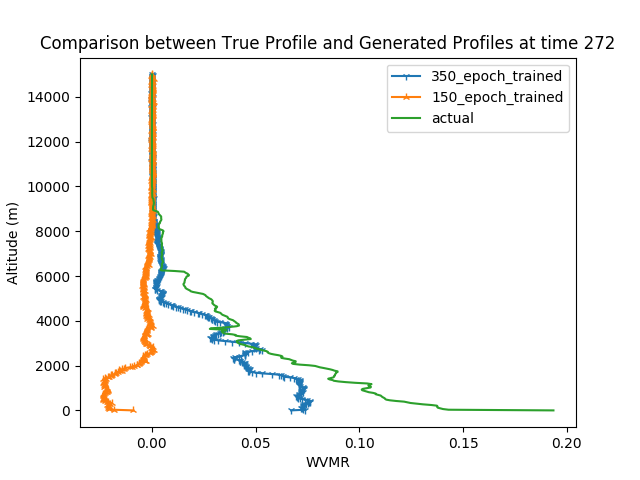 Comparison between True Profile and Generated Profiles at time 272
350_epoch_trained
150_epoch_trained
actual
Altitude (m)
14000
12000
10000
8000
6000
4000
2000
0
0.00 0.05 0.10 0.15 0.20
WVMR